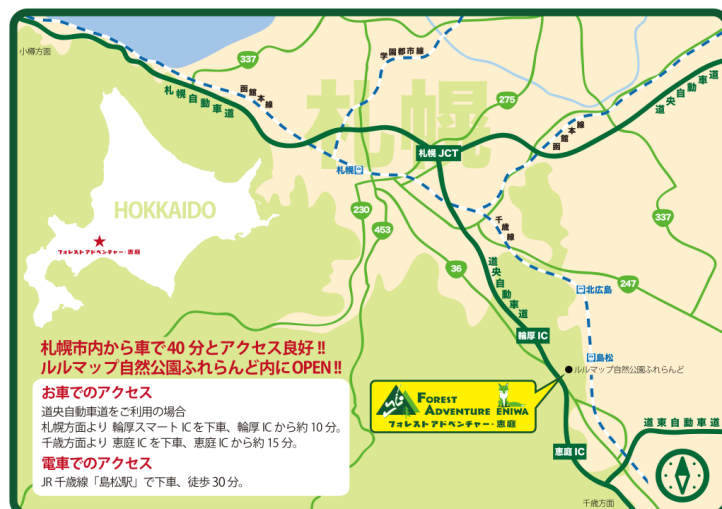 小樽方面
337
学園都市線
函館本線
札幌自動車道
札幌
275
道央自動車道
函館本線
札幌 JCT
札幌
HOKKAIDO
フォレストアドベンチャー・恵庭
230
453
36
千歳線
337
道央自動車道
247
北広島
輪厚 IC
島松
ルルマップ自然公園ふれらんど
札幌市内から車で40分とアクセス良好!!
ルルマップ自然公園ふれらんど内にOPEN!!
お車でのアクセス
道央自動車道をご利用の場合
札幌方面より 輪厚スマート ICを下車、輪厚 ICから約10分。
千歳方面より 恵庭 ICを下車、恵庭 ICから約15分。
電車でのアクセス
JR 千歳線「島松駅」で下車、徒歩30分。
FOREST
ADVENTURE ENIWA
フォレストアドベンチャー・恵庭
道東自動車道
恵庭 IC
千歳方面